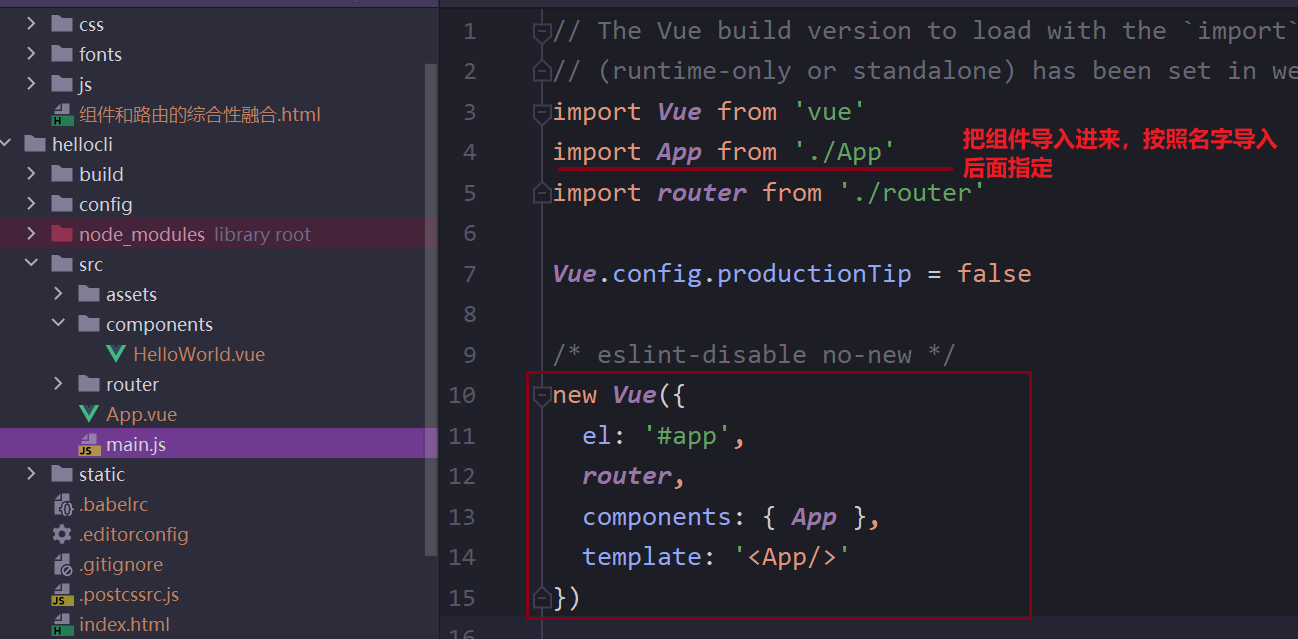 css
fonts
js
组件和路由的综合性融合.html
hellocli
build
config
node_modules library root
src
assets
components
HelloWorld.vue
router
App.vue
main.js
static
.babelrc
.editorconfig
.gitignore
.postcssrc.js
index.html
1 // The Vue build version to load with the `import`
2 // (runtime-only or standalone) has been set in we
3 import Vue from 'vue'
4 import App from './App'
5 import router from './router'
6
7 Vue.config.productionTip = false
8
9 /* eslint-disable no-new */
10 new Vue({
11 el: '#app',
12 router,
13 components: { App },
14 template: '<App/>'
15 })
16
把组件导入进来，按照名字导入
后面指定